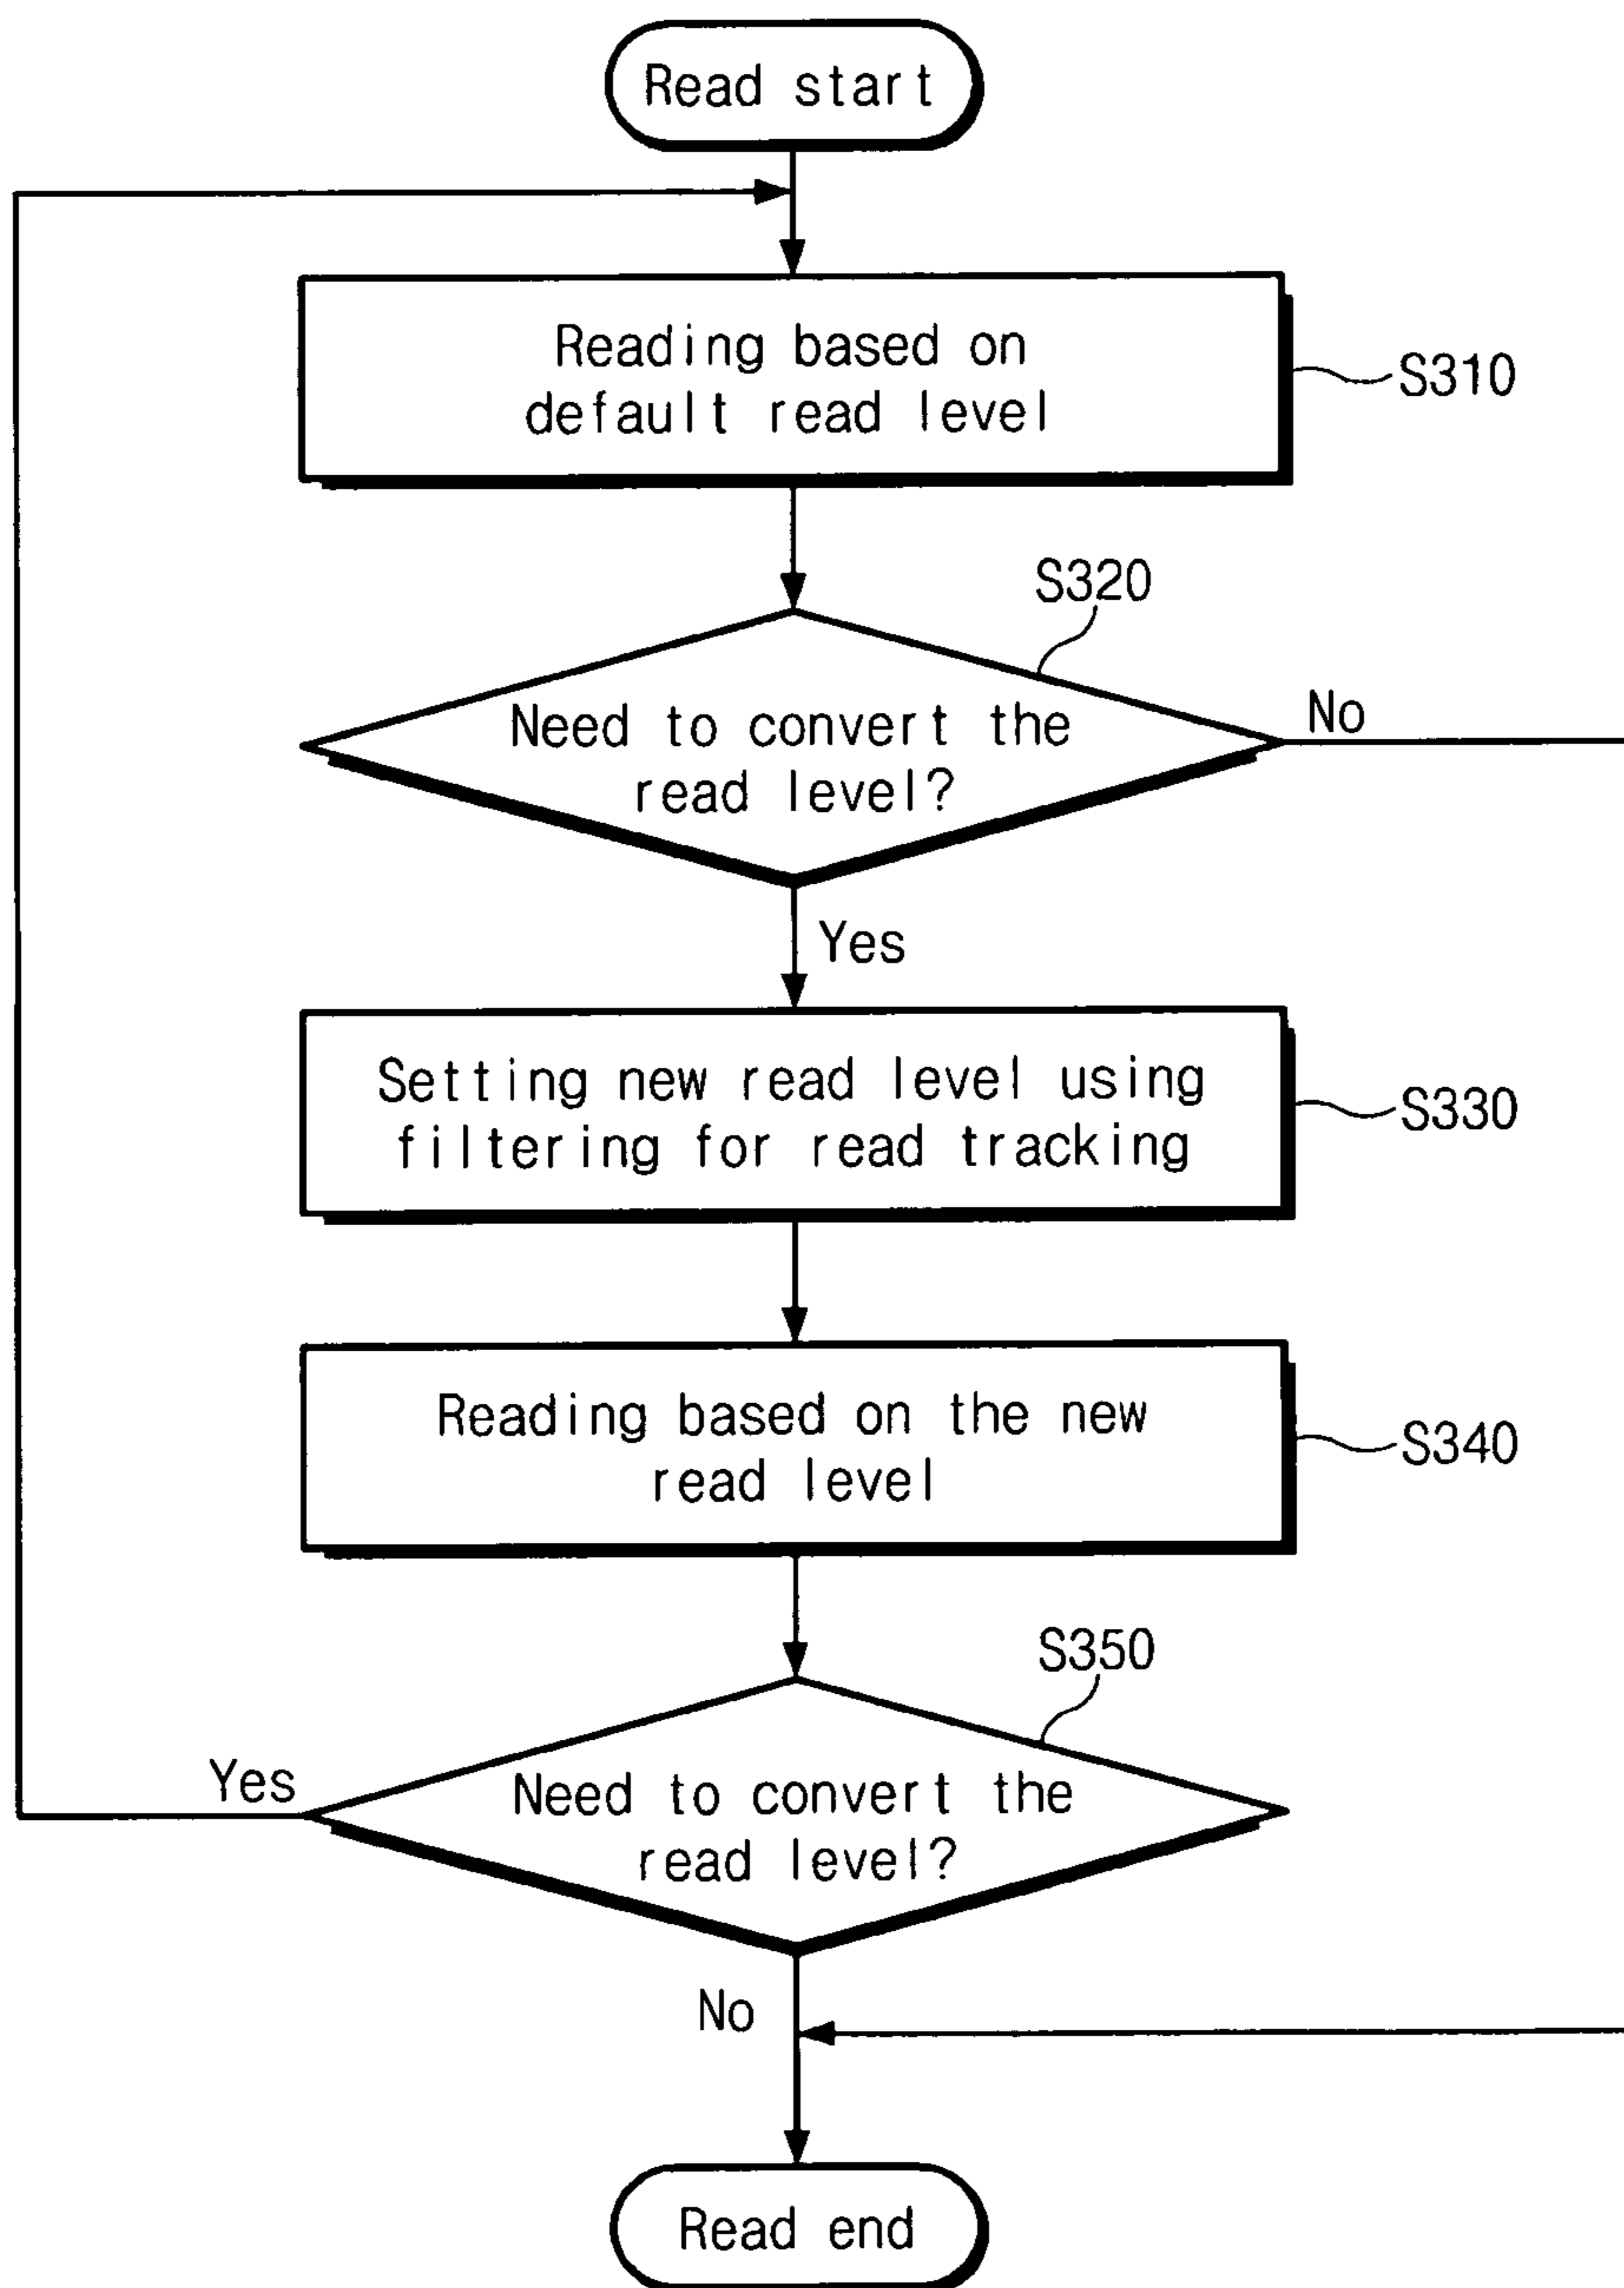 Read start
Reading based on
default read level
S310
S320
Need to convert the
read level?
No
Yes
Setting new read level using
filtering for read tracking
S330
Reading based on the new
read level
S340
S350
Yes
Need to convert the
read level?
No
Read end